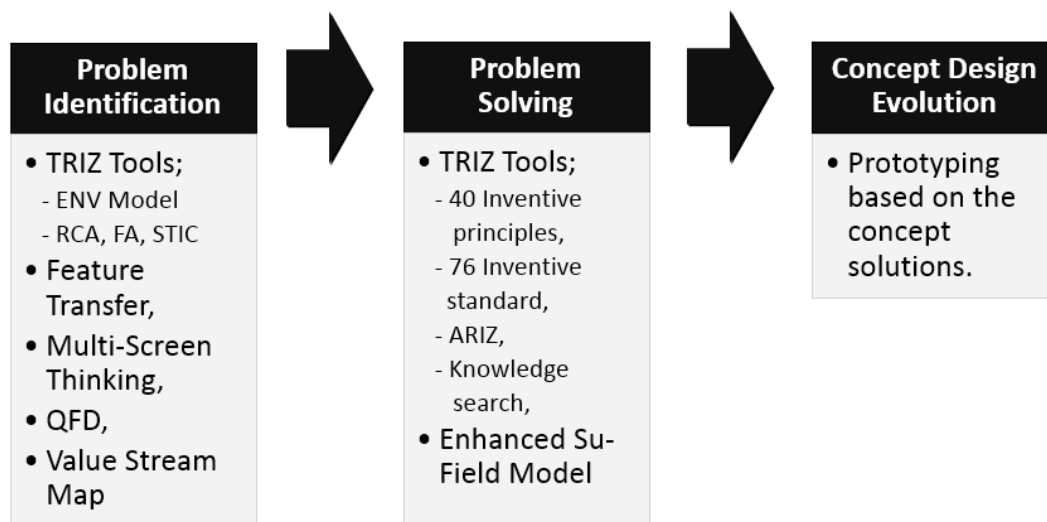 Problem
Identification
• TRIZ Tools;
- ENV Model
- RCA, FA, STIC
• Feature
Transfer,
• Multi-Screen
Thinking,
• QFD,
• Value Stream
Map
Problem
Solving
• TRIZ Tools;
- 40 Inventive
principles,
- 76 Inventive
standard,
- ARIZ,
- Knowledge
search,
• Enhanced Su-
Field Model
Concept Design
Evolution
• Prototyping
based on the
concept
solutions.